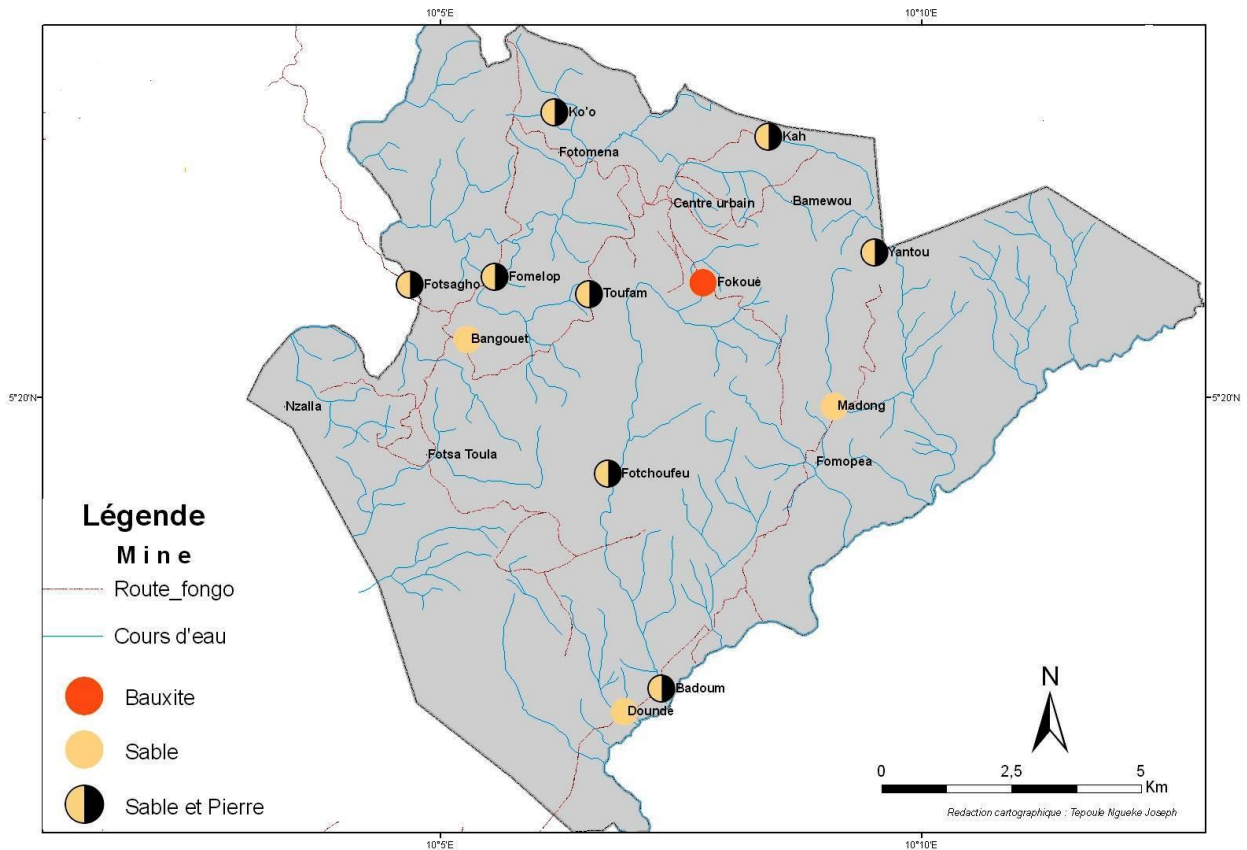 10°5'E
10°10'E
Ko'o
Kah
Fotomena
Centre urbain
Bamewou
Yantou
Fotsagho
Fomelop
Toufam
Fokoué
Bangouet
5°20'N
5°20'N
Nzalla
Madong
Fotsa Toula
Fomopea
Fotchoufeu
Légende
Mine
Route_fongo
Cours d'eau
Bauxite
Sable
Sable et Pierre
Badoum
Dounde
N
0 2,5 5
Km
Redaction cartographique : Tepoule Ngueke Joseph
10°5'E
10°10'E